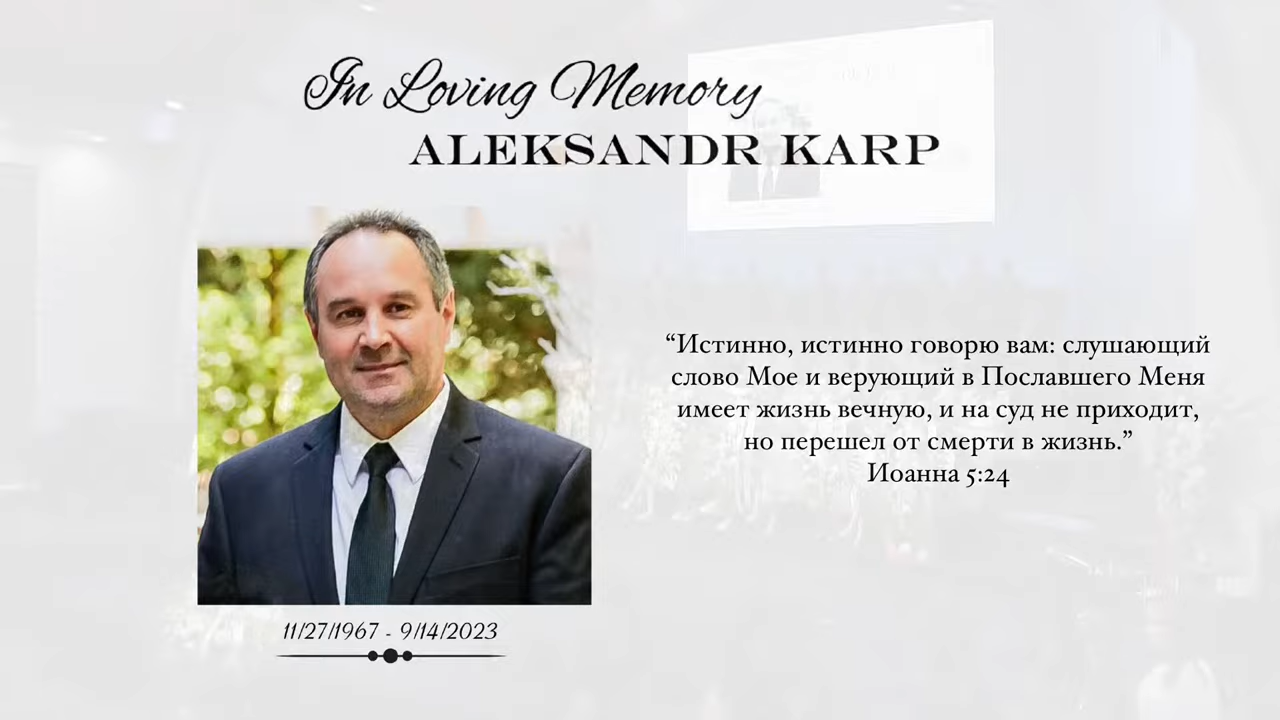 In Loving Memory
ALEKSANDR KARP
“Истинно, истинно говорю вам: слушающий
слово Мое и верующий в Пославшего Меня
имеет жизнь вечную, и на суд не приходит,
но перешел от смерти в жизнь.”
Иоанна 5:24
11/27/1967 - 9/14/2023